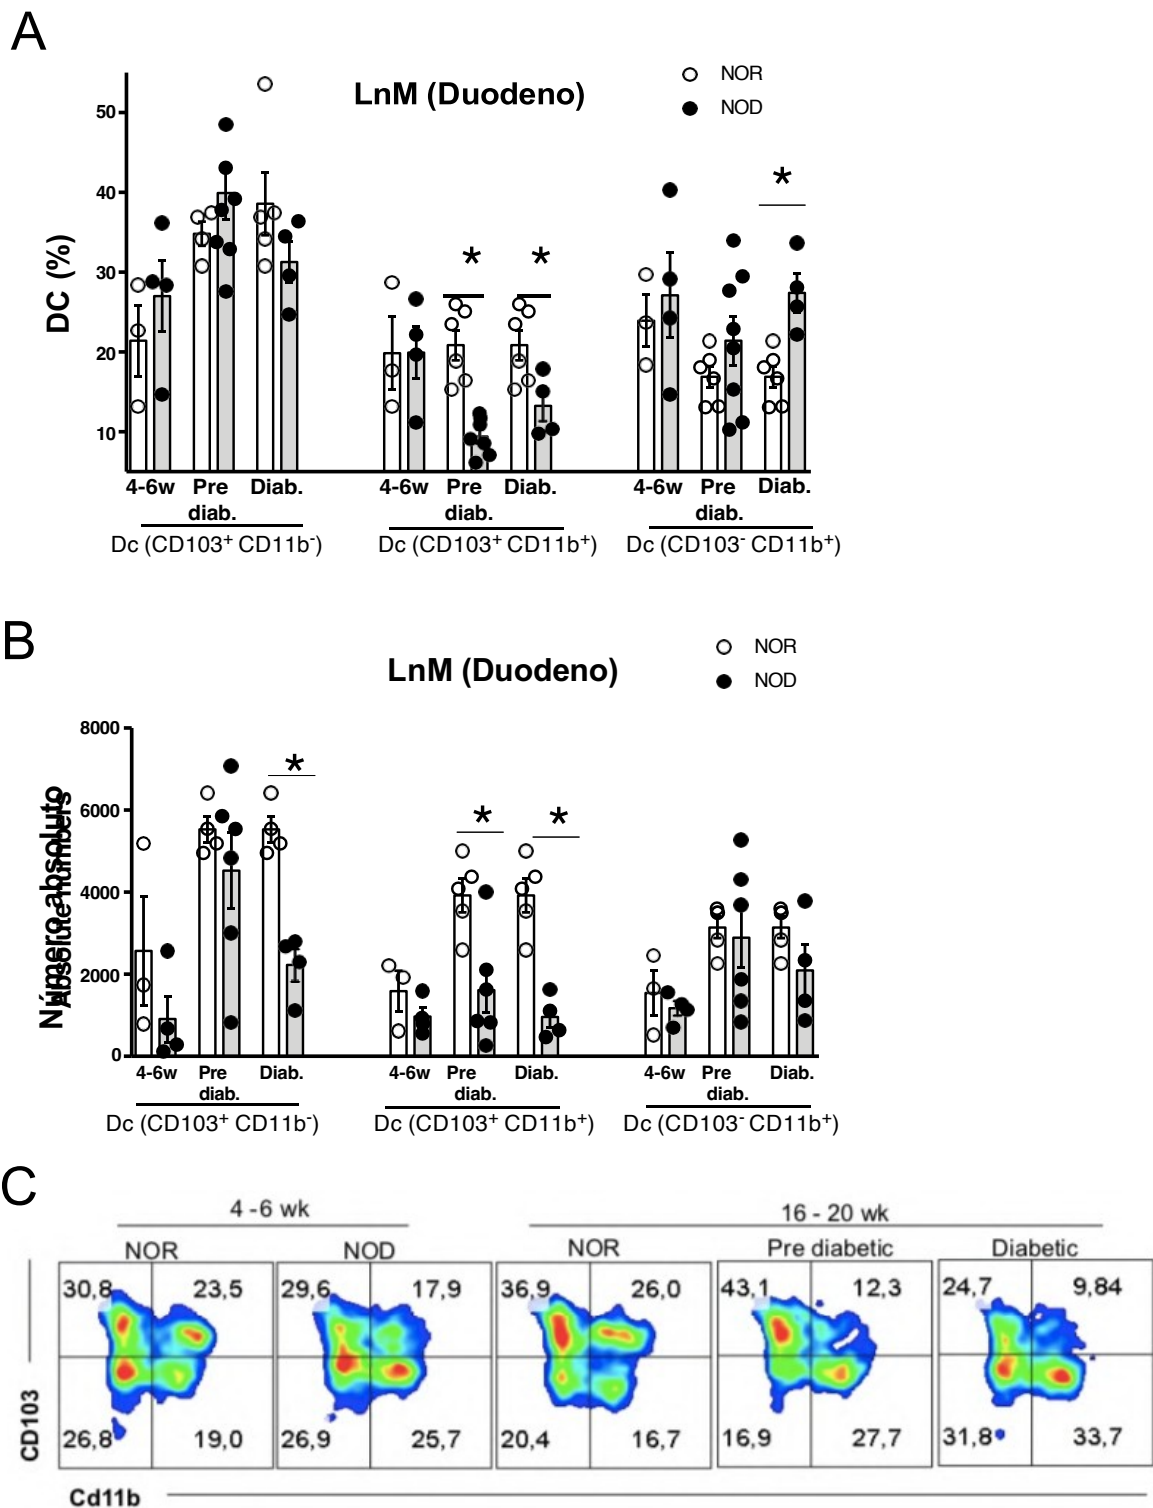 A
LnM (Duodeno)
NOR
NOD
DC (%)
50
40
30
20
10
*
*
*
4-6w Pre diab. Diab.
4-6w Pre diab. Diab.
4-6w Pre diab. Diab.
Dc (CD103⁺ CD11b⁻)
Dc (CD103⁺ CD11b⁺)
Dc (CD103⁻ CD11b⁺)
B
LnM (Duodeno)
NOR
NOD
Número absoluto
Absolute numbers
8000
6000
4000
2000
0
*
*
*
4-6w Pre diab. Diab.
4-6w Pre diab. Diab.
4-6w Pre diab. Diab.
Dc (CD103⁺ CD11b⁻)
Dc (CD103⁺ CD11b⁺)
Dc (CD103⁻ CD11b⁺)
C
4 -6 wk
16 - 20 wk
NOR NOD NOR Pre diabetic Diabetic
30,8 23,5 29,6 17,9 36,9 26,0 43,1 12,3 24,7 9,84
26,8 19,0 26,9 25,7 20,4 16,7 16,9 27,7 31,8 33,7
CD103
Cd11b